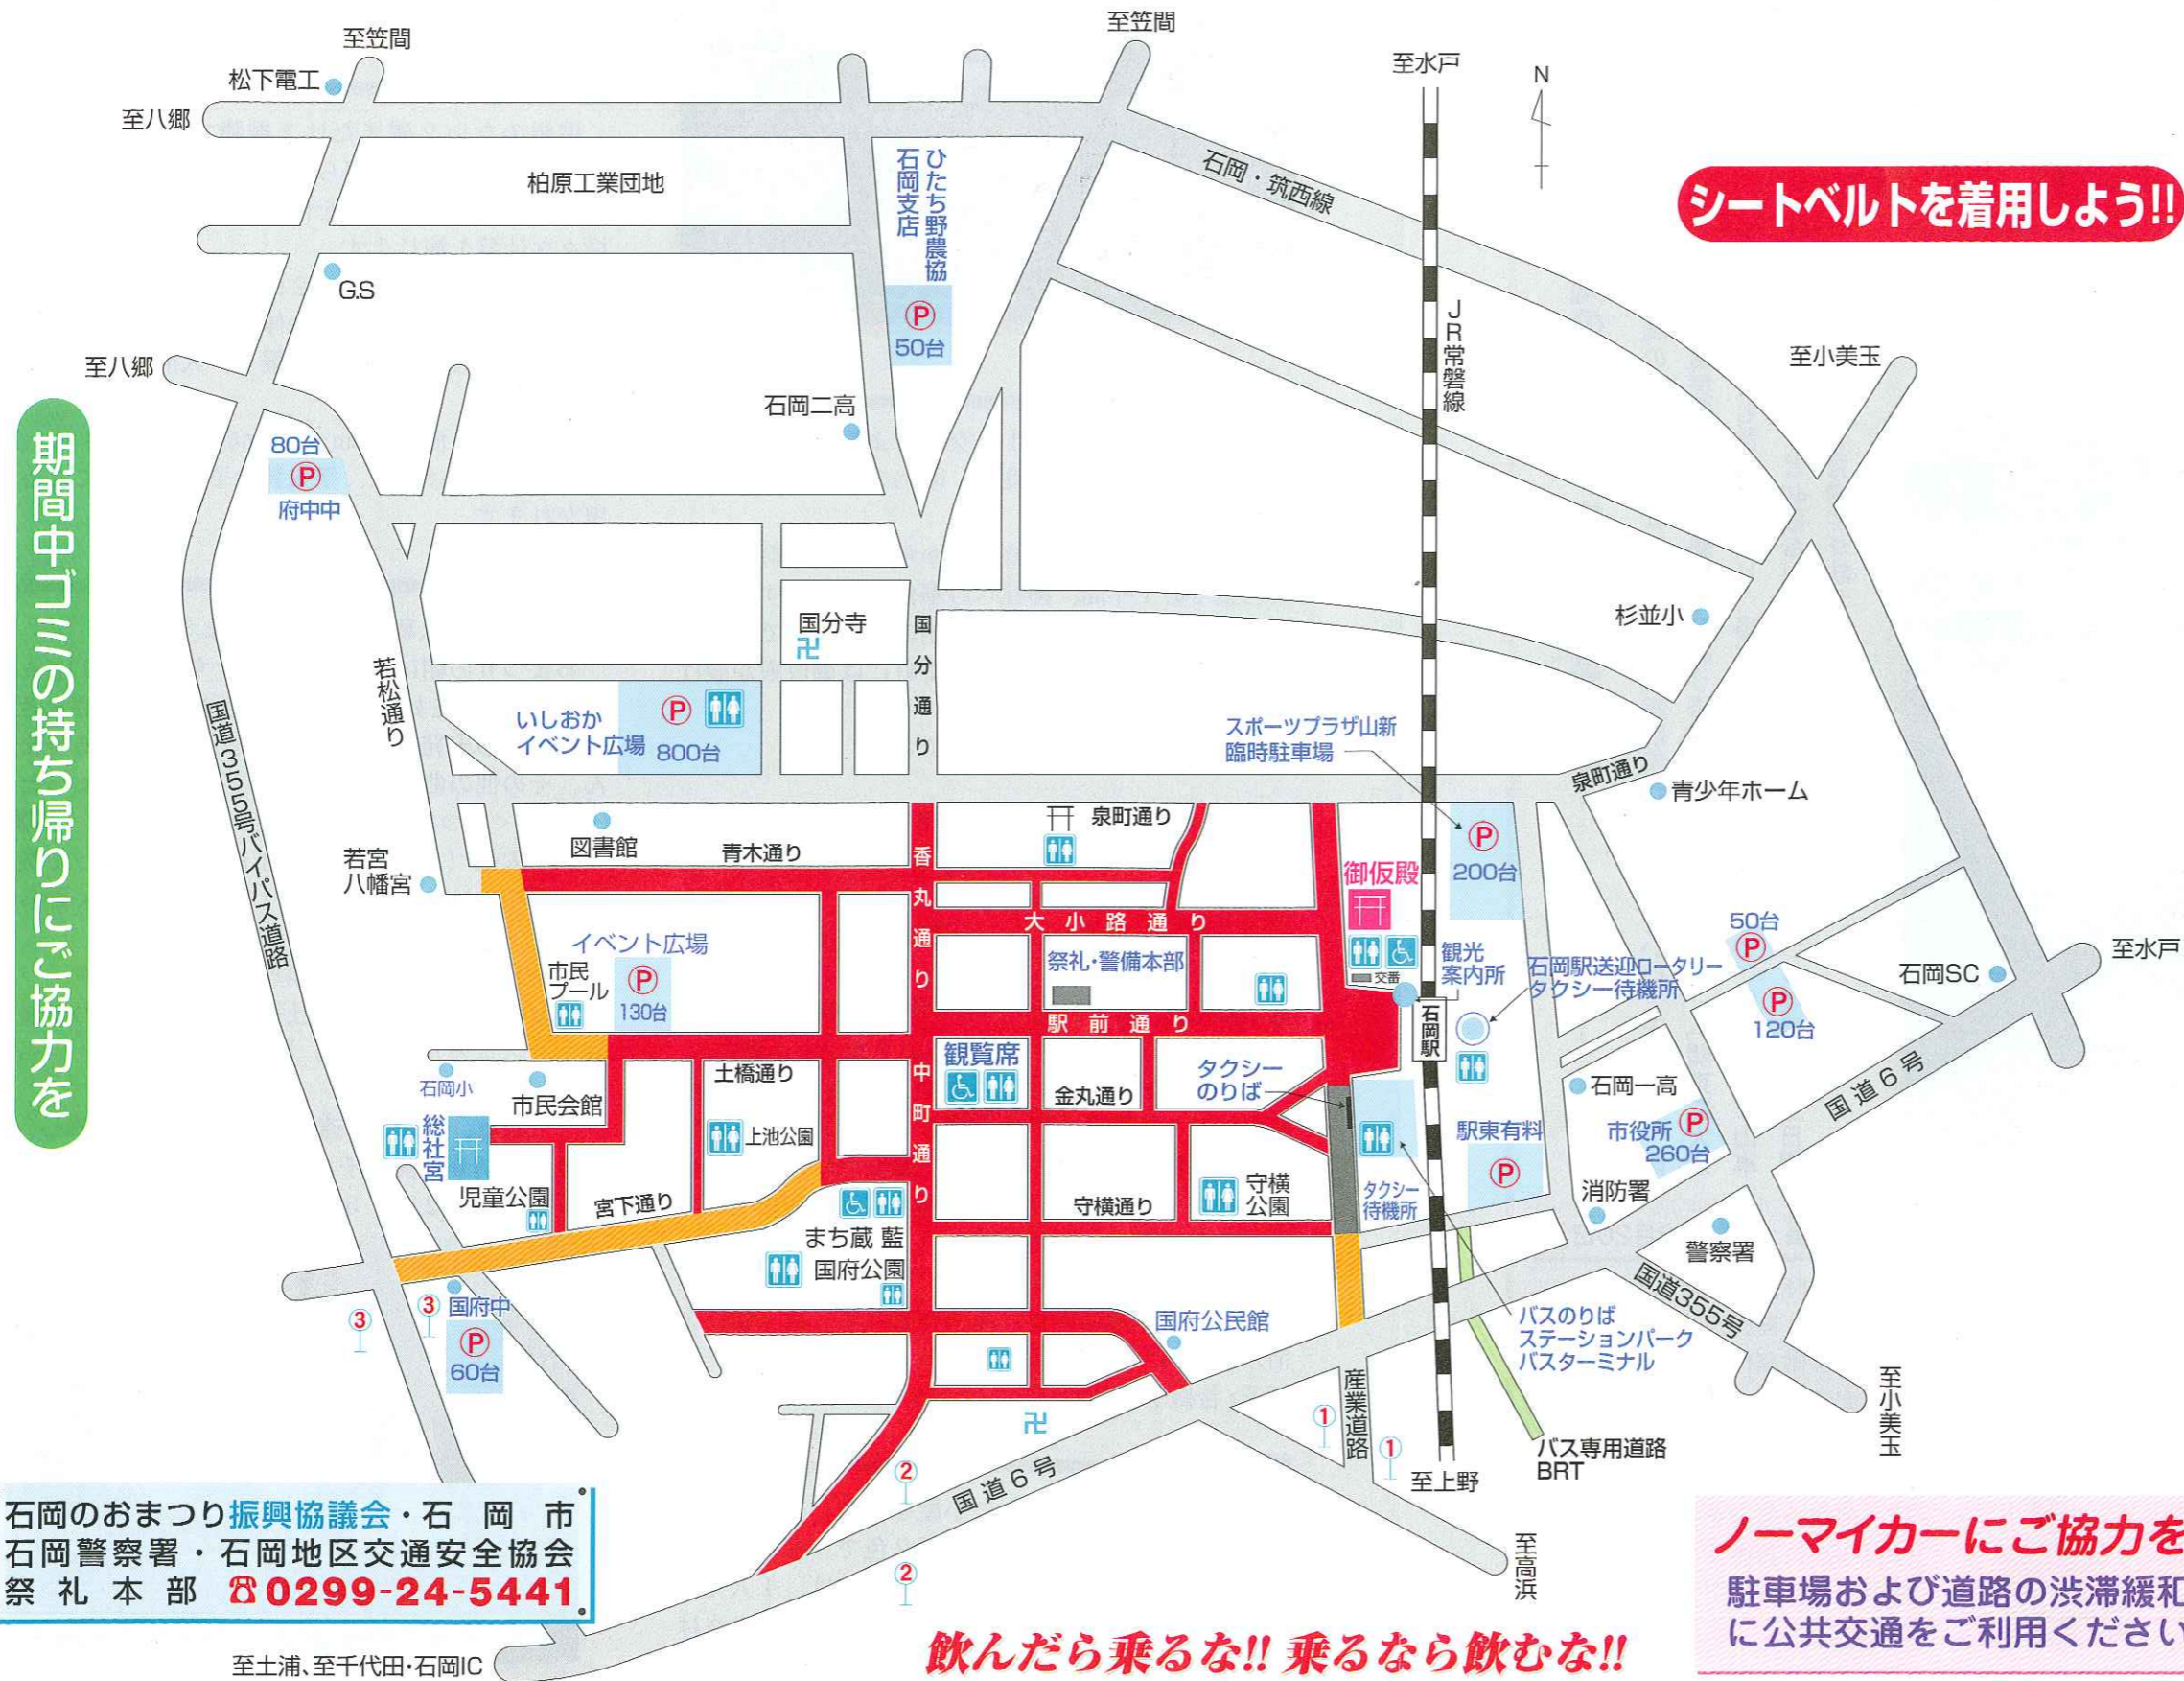 至笠間
至笠間
至水戸
N
松下電工
至八郷
柏原工業団地
ひたち野農協
石岡支店
Ⓟ
50台
石岡・筑西線
シートベルトを着用しよう!!
G.S
JR常磐線
至八郷
至小美玉
石岡二高
80台
Ⓟ
府中中
期間中ゴミの持ち帰りにご協力を
国分寺
卍
国分通り
杉並小
若松通り
国道355号バイパス道路
いしおか
イベント広場
Ⓟ
800台
スポーツプラザ山新
臨時駐車場
泉町通り
青少年ホーム
図書館
青木通り
香丸通り
泉町通り
Ⓟ
200台
若宮
八幡宮
御仮殿
大小路通り
イベント広場
市民
プール
Ⓟ
130台
祭礼・警備本部
交番
観光
案内所
石岡駅送迎ロータリー
タクシー待機所
50台
Ⓟ
Ⓟ
120台
石岡SC
至水戸
駅前通り
石岡駅
石岡小
市民会館
土橋通り
中町通り
観覧席
金丸通り
タクシー
のりば
石岡一高
国道6号
総社宮
上池公園
駅東有料
Ⓟ
市役所
Ⓟ
260台
児童公園
宮下通り
守横通り
守横
公園
タクシー
待機所
消防署
警察署
まち蔵 藍
国府公園
国道355号
③
③
国府中
Ⓟ
60台
国府公民館
バスのりば
ステーションパーク
バスターミナル
至小美玉
卍
産業道路
①
①
②
②
国道6号
至上野
バス専用道路
BRT
至高浜
石岡のおまつり振興協議会・石岡市
石岡警察署・石岡地区交通安全協会
祭礼本部 ☎0299-24-5441
ノーマイカーにご協力を
駐車場および道路の渋滞緩和
に公共交通をご利用ください
至土浦、至千代田・石岡IC
飲んだら乗るな!! 乗るなら飲むな!!